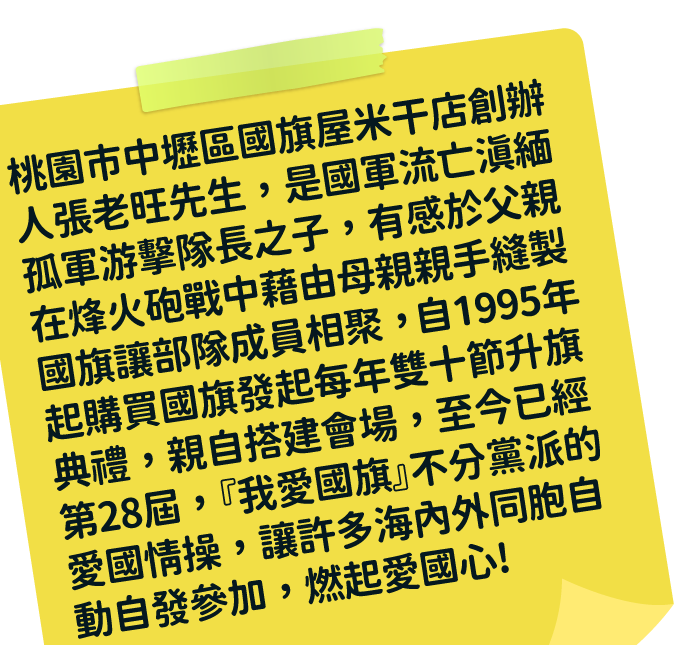 桃園市中壢區國旗屋米干店創辦
人張老旺先生，是國軍流亡滇緬
孤軍游擊隊長之子，有感於父親
在烽火砲戰中藉由母親親手縫製
國旗讓部隊成員相聚，自1995年
起購買國旗發起每年雙十節升旗
典禮，親自搭建會場，至今已經
第28屆，『我愛國旗』不分黨派的
愛國情操，讓許多海內外同胞自
動自發參加，燃起愛國心!